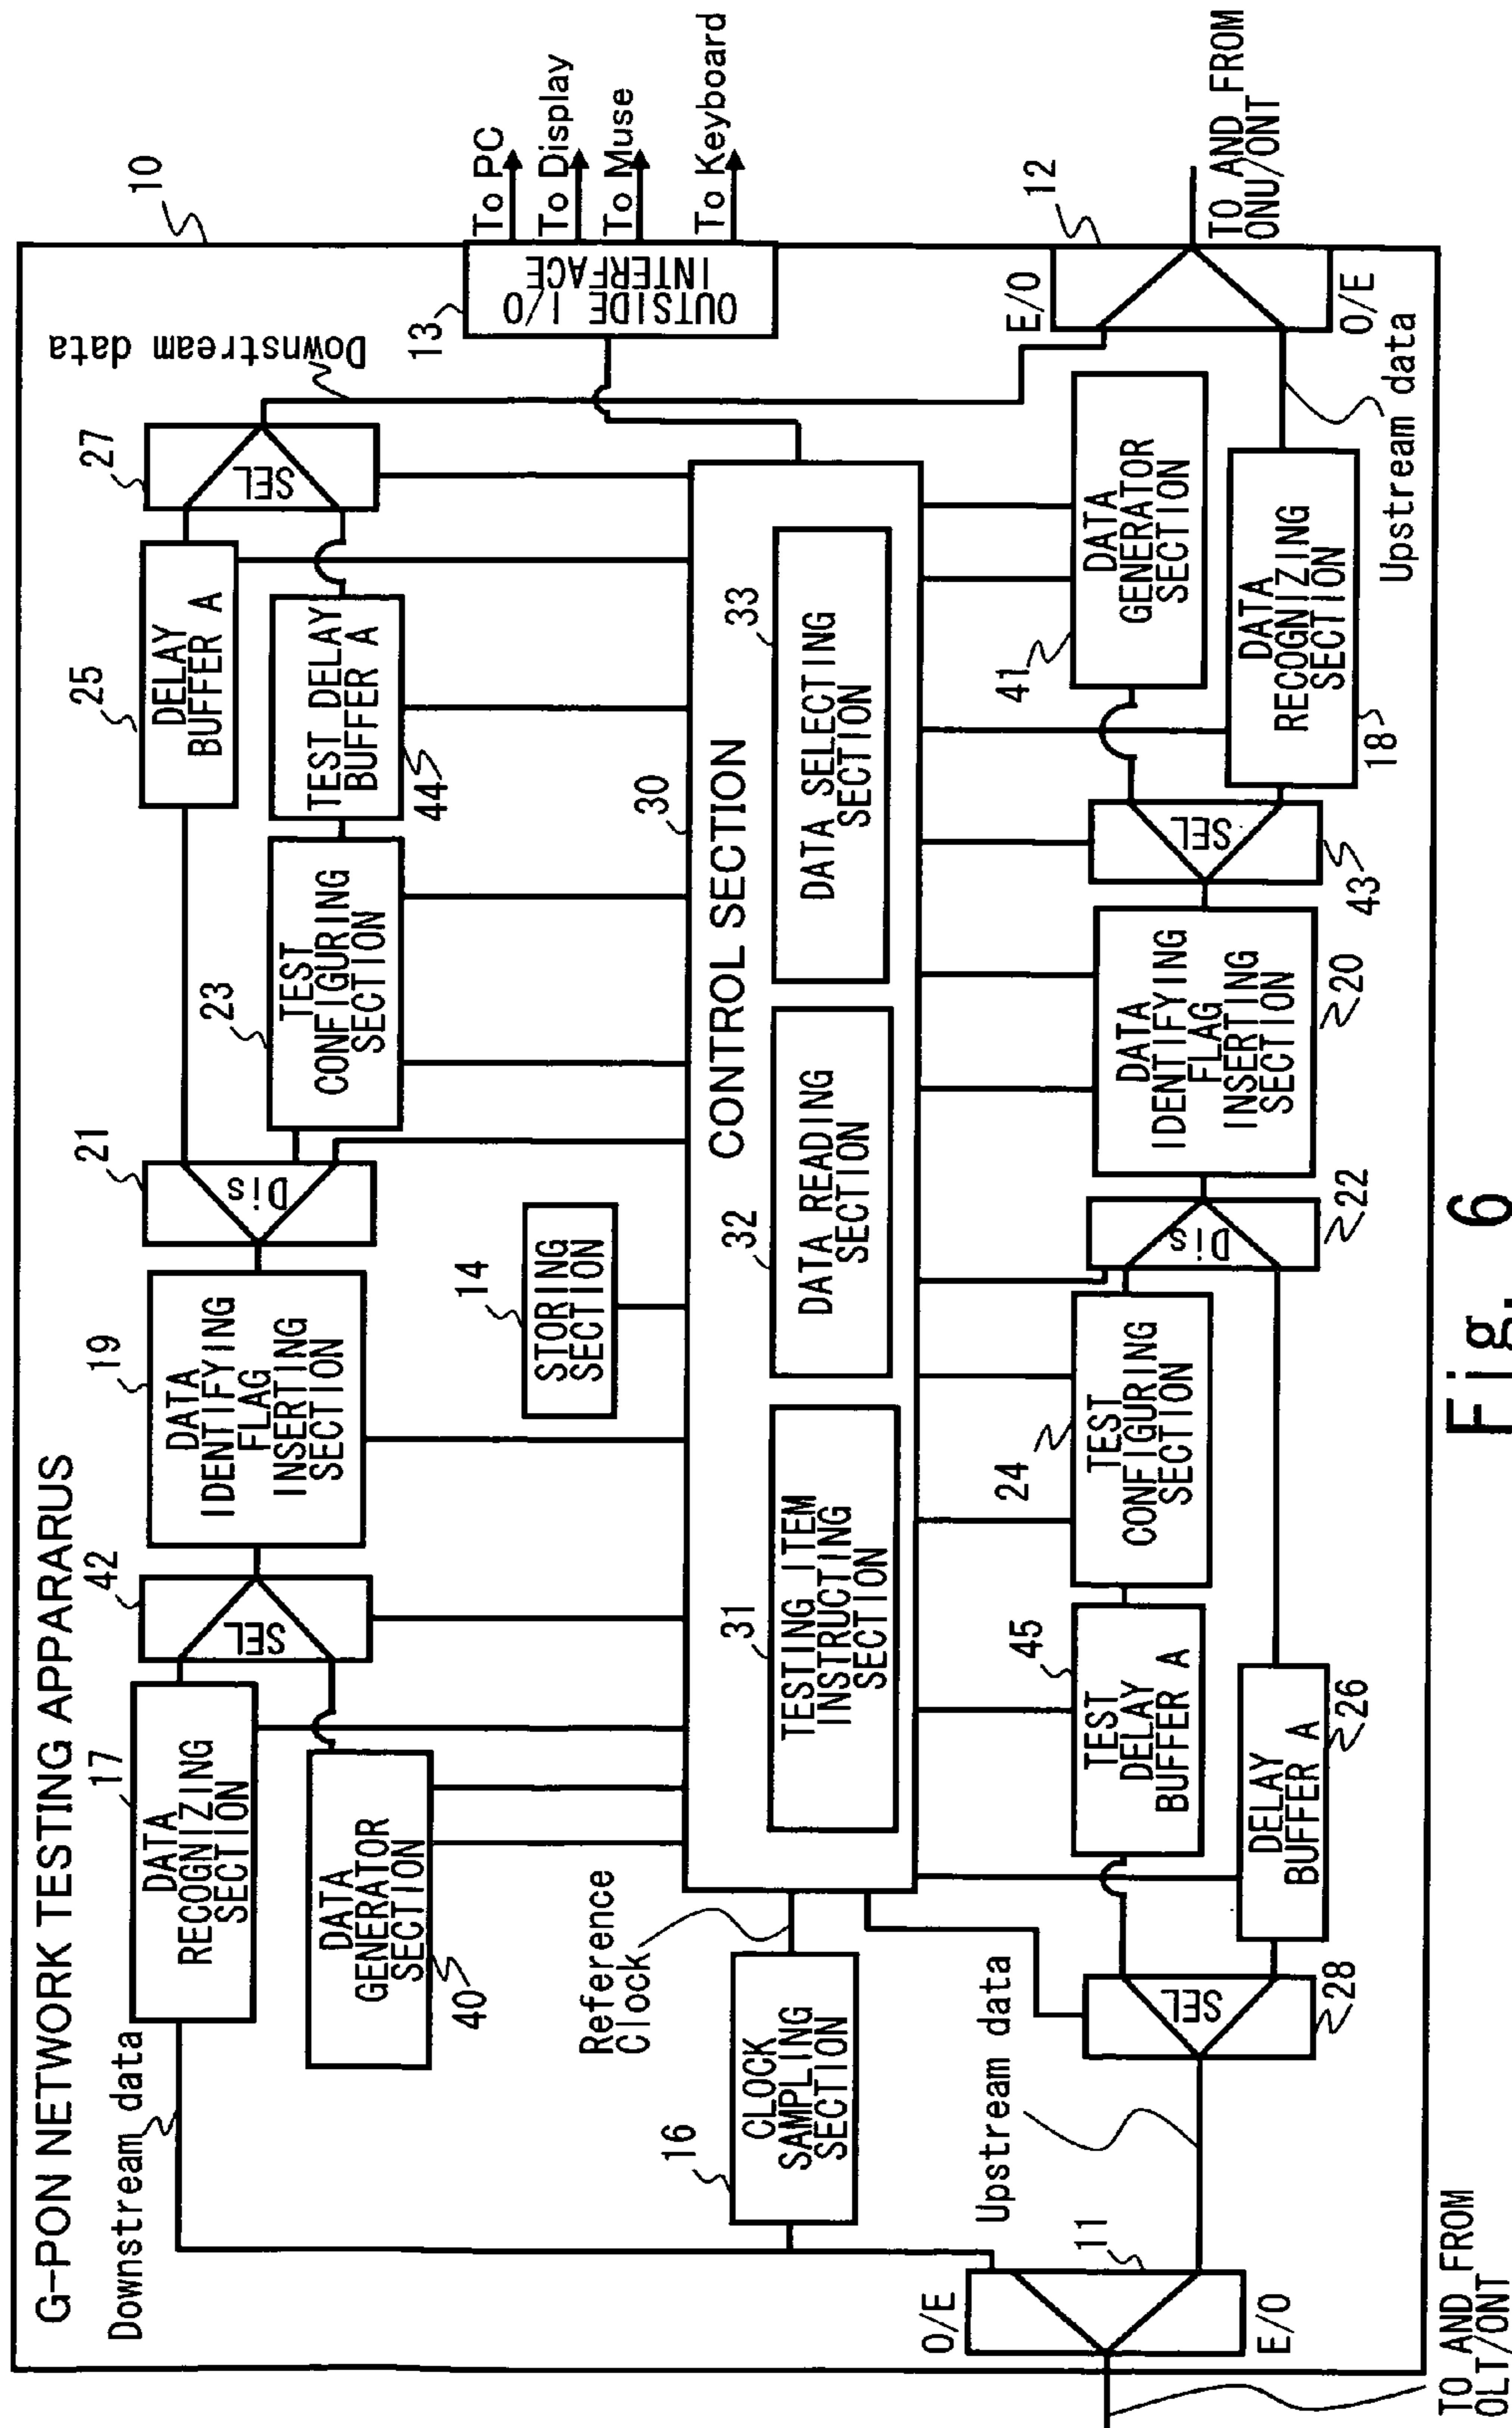 G-PON NETWORK TESTING APPARARUS
10
Downstream data
17
DATA
RECOGNIZING
SECTION
42
SEL
19
DATA
IDENTIFYING
FLAG
INSERTING
SECTION
21
Dis
25
DELAY
BUFFER A
27
SEL
Downstream data
DATA
GENERATOR
SECTION
40
23
TEST
CONFIGURING
SECTION
TEST DELAY
BUFFER A
44
14
STORING
SECTION
13
OUTSIDE I/O
INTERFACE
To PC
To Display
To Muse
To Keyboard
Reference
Clock
16
CLOCK
SAMPLING
SECTION
30
CONTROL SECTION
31
TESTING ITEM
INSTRUCTING
SECTION
32
DATA READING
SECTION
33
DATA SELECTING
SECTION
O/E
11
E/O
TO AND FROM
OLT/ONT
Upstream data
SEL
28
45
TEST
DELAY
BUFFER A
24
TEST
CONFIGURING
SECTION
DELAY
BUFFER A
26
Dis
22
DATA
IDENTIFYING
FLAG
INSERTING
SECTION
20
SEL
43
41
DATA
GENERATOR
SECTION
DATA
RECOGNIZING
SECTION
18
E/O
12
O/E
Upstream data
TO AND FROM
ONU/ONT
Fig. 6